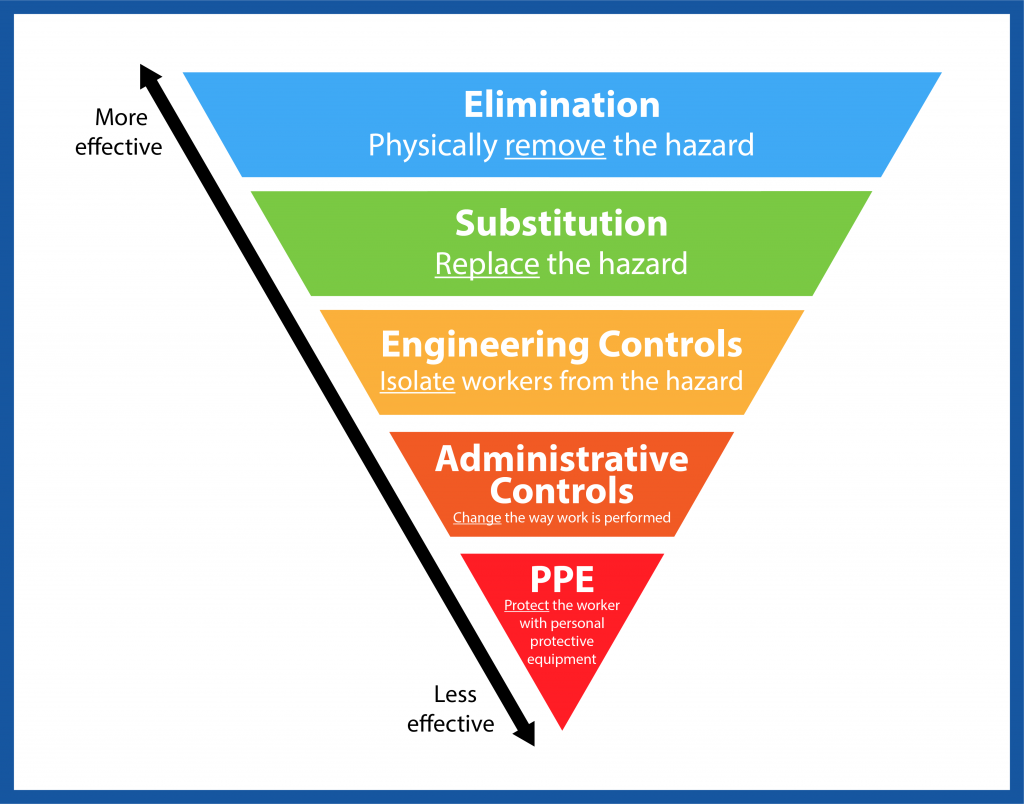 More
effective
Elimination
Physically remove the hazard
Substitution
Replace the hazard
Engineering Controls
Isolate workers from the hazard
Administrative
Controls
Change the way work is performed
PPE
Protect the worker
with personal
protective
equipment
Less
effective